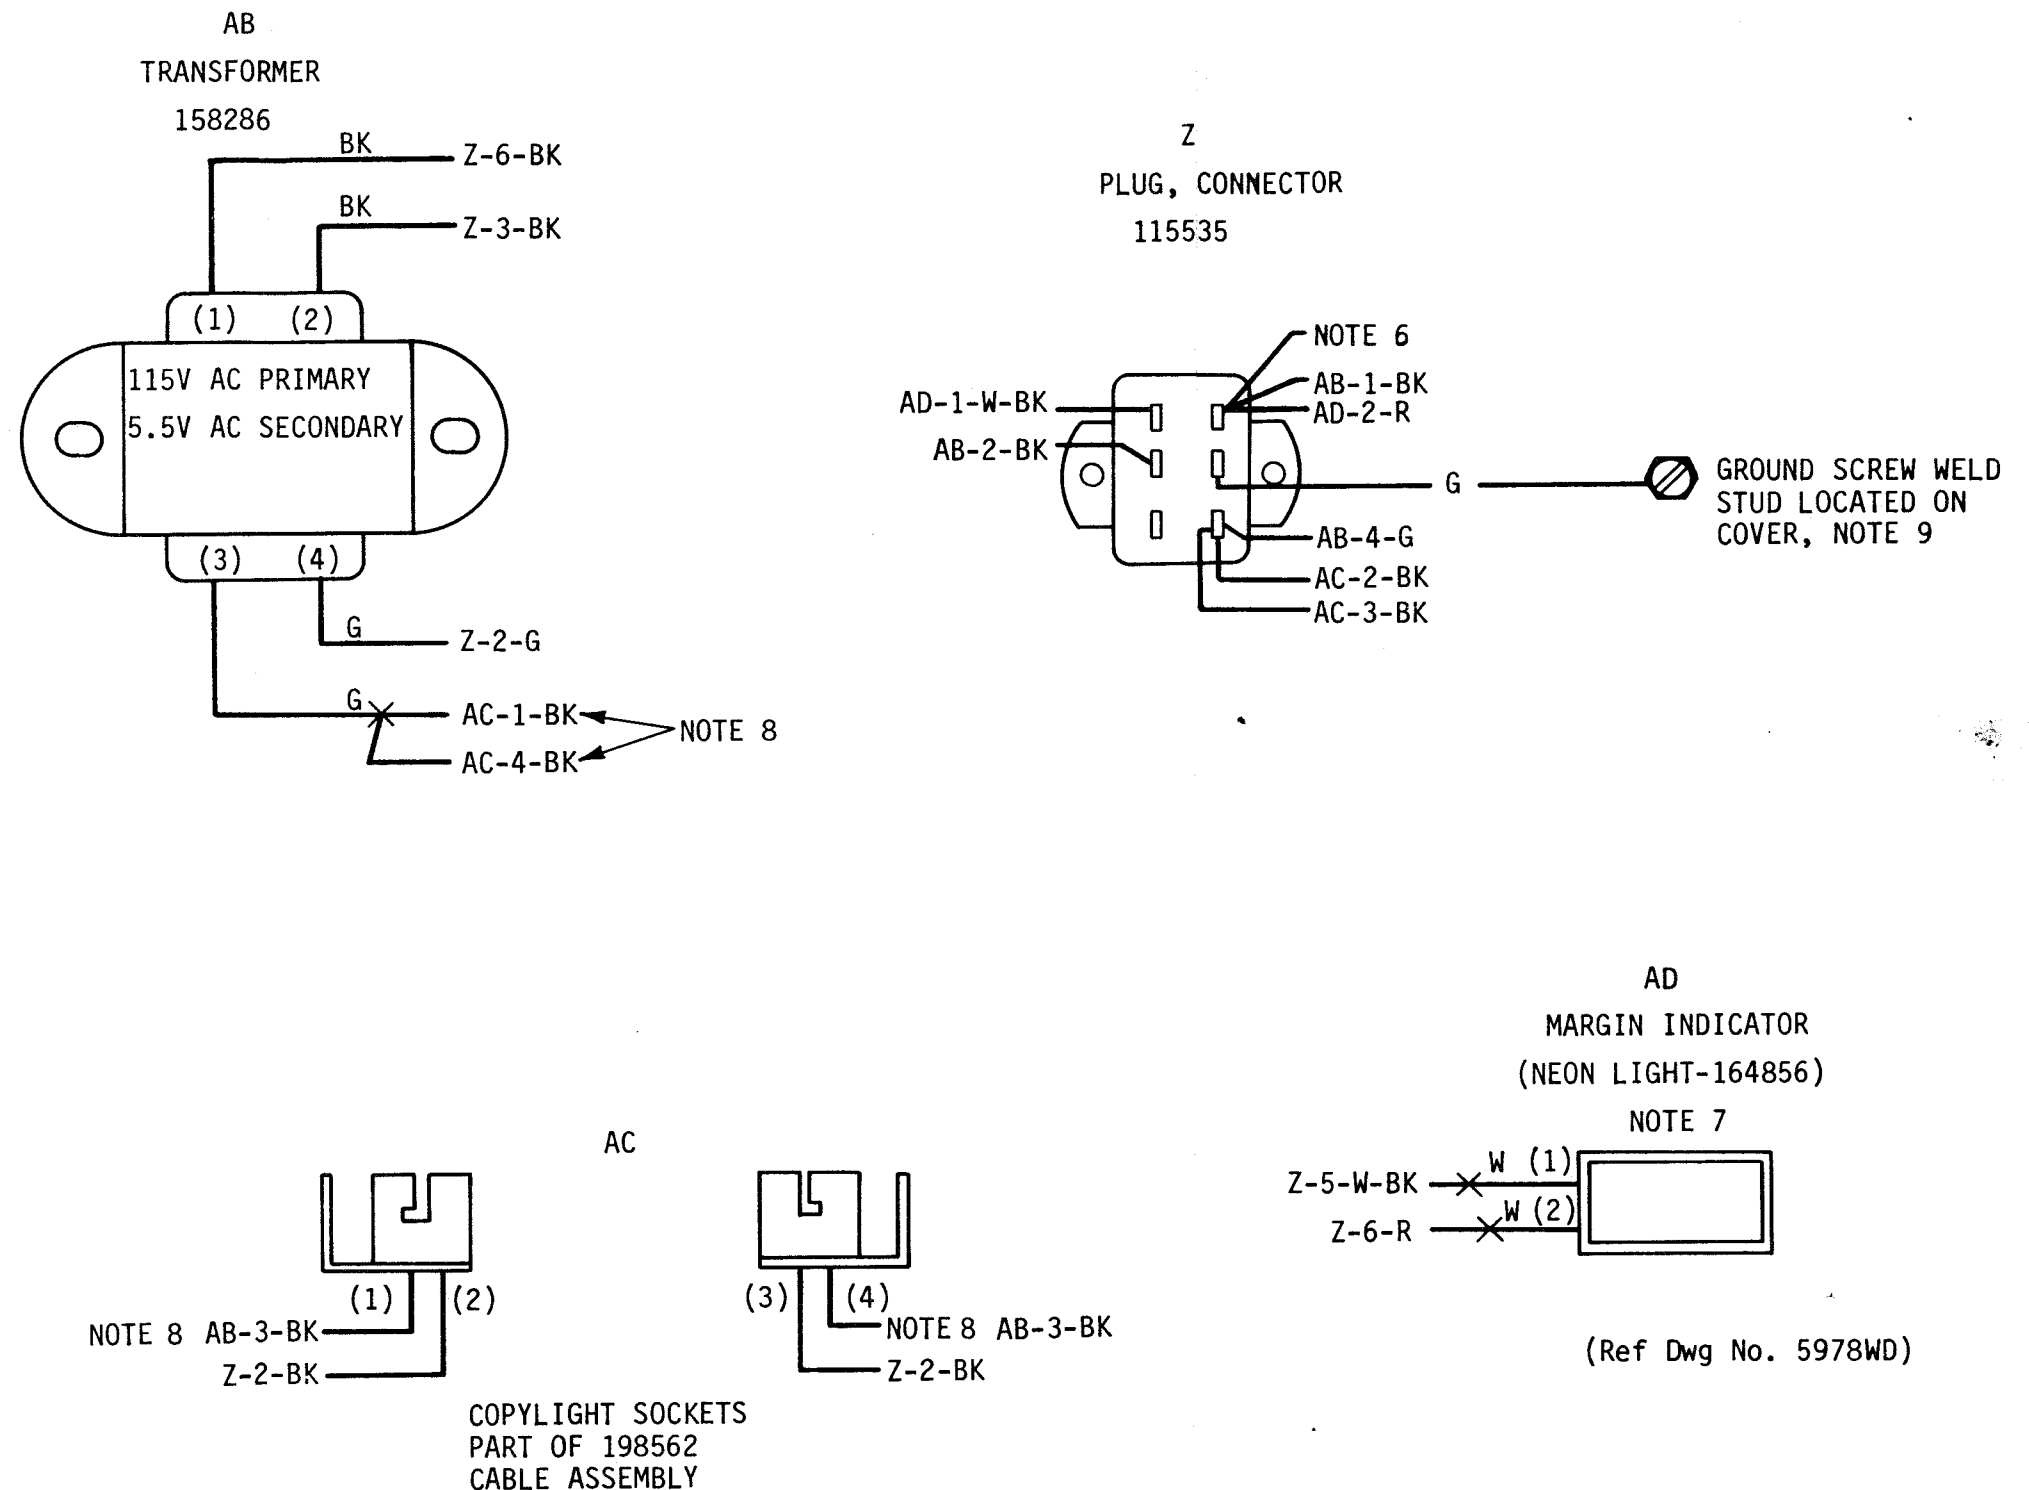 AB
TRANSFORMER
158286
BK
Z-6-BK
BK
Z-3-BK
(1)
(2)
115V AC PRIMARY
5.5V AC SECONDARY
(3)
(4)
G
Z-2-G
G
AC-1-BK
AC-4-BK
NOTE 8
Z
PLUG, CONNECTOR
115535
NOTE 6
AB-1-BK
AD-2-R
AD-1-W-BK
AB-2-BK
G
GROUND SCREW WELD
STUD LOCATED ON
COVER, NOTE 9
AB-4-G
AC-2-BK
AC-3-BK
AC
(1)
(2)
NOTE 8 AB-3-BK
Z-2-BK
(3)
(4)
NOTE 8 AB-3-BK
Z-2-BK
COPYLIGHT SOCKETS
PART OF 198562
CABLE ASSEMBLY
AD
MARGIN INDICATOR
(NEON LIGHT-164856)
NOTE 7
Z-5-W-BK
W (1)
Z-6-R
W (2)
(Ref Dwg No. 5978WD)